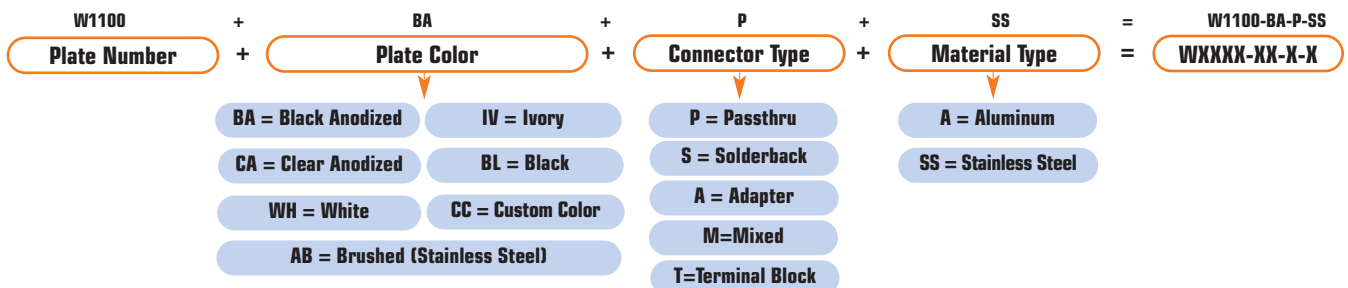 W1100 + BA + P + SS = W1100-BA-P-SS
Plate Number + Plate Color + Connector Type + Material Type = WXXXX-XX-X-X
BA = Black Anodized IV = Ivory P = Passthru A = Aluminum
CA = Clear Anodized BL = Black S = Solderback SS = Stainless Steel
A = Adapter
WH = White CC = Custom Color
M=Mixed
AB = Brushed (Stainless Steel)
T=Terminal Block